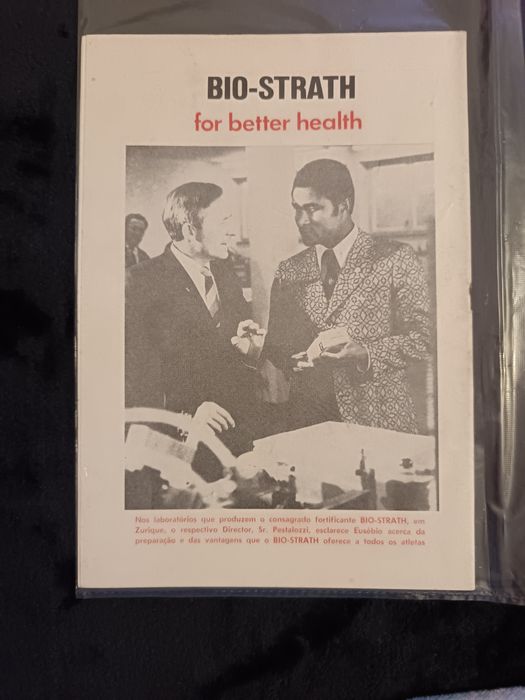 BIO-STRATH
for better health
Nos laboratórios que produzem o consagrado fortificante BIO-STRATH, em
Zurique, o respectivo Director, Sr. Pestalozzi, esclarece Eusébio acerca da
preparação e das vantagens que o BIO-STRATH oferece a todos os atletas